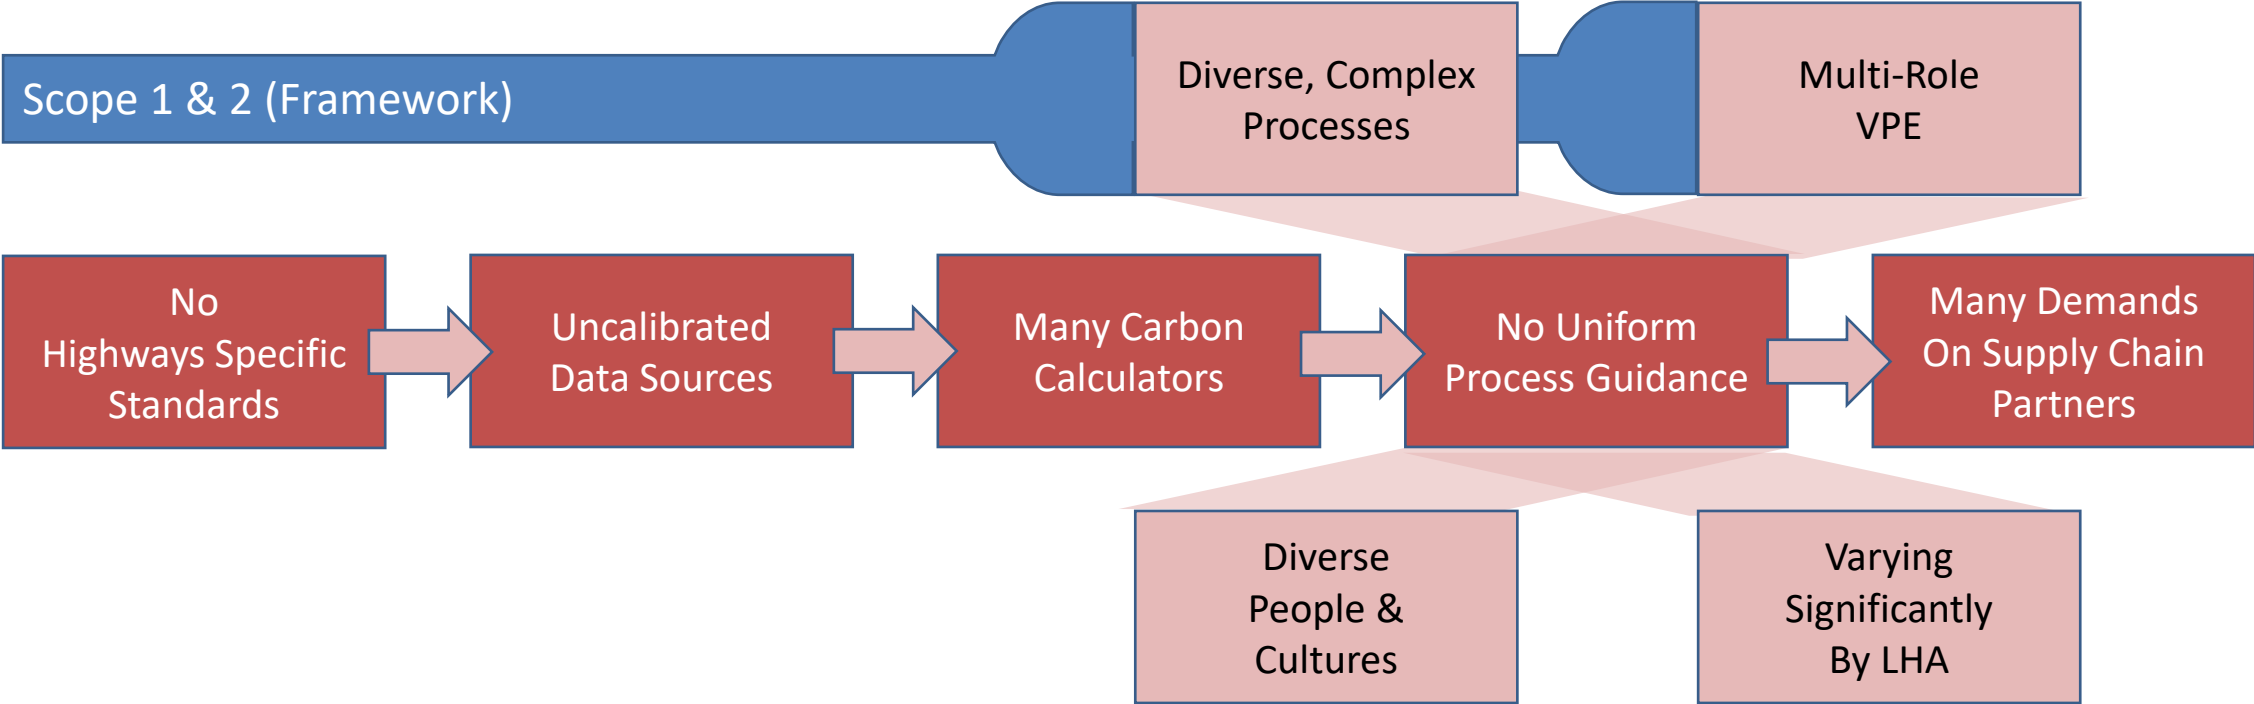 Scope 1 & 2 (Framework)
Diverse, Complex
Processes
Multi-Role
VPE
No
Highways Specific
Standards
Uncalibrated
Data Sources
Many Carbon
Calculators
No Uniform
Process Guidance
Many Demands
On Supply Chain
Partners
Diverse
People &
Cultures
Varying
Significantly
By LHA